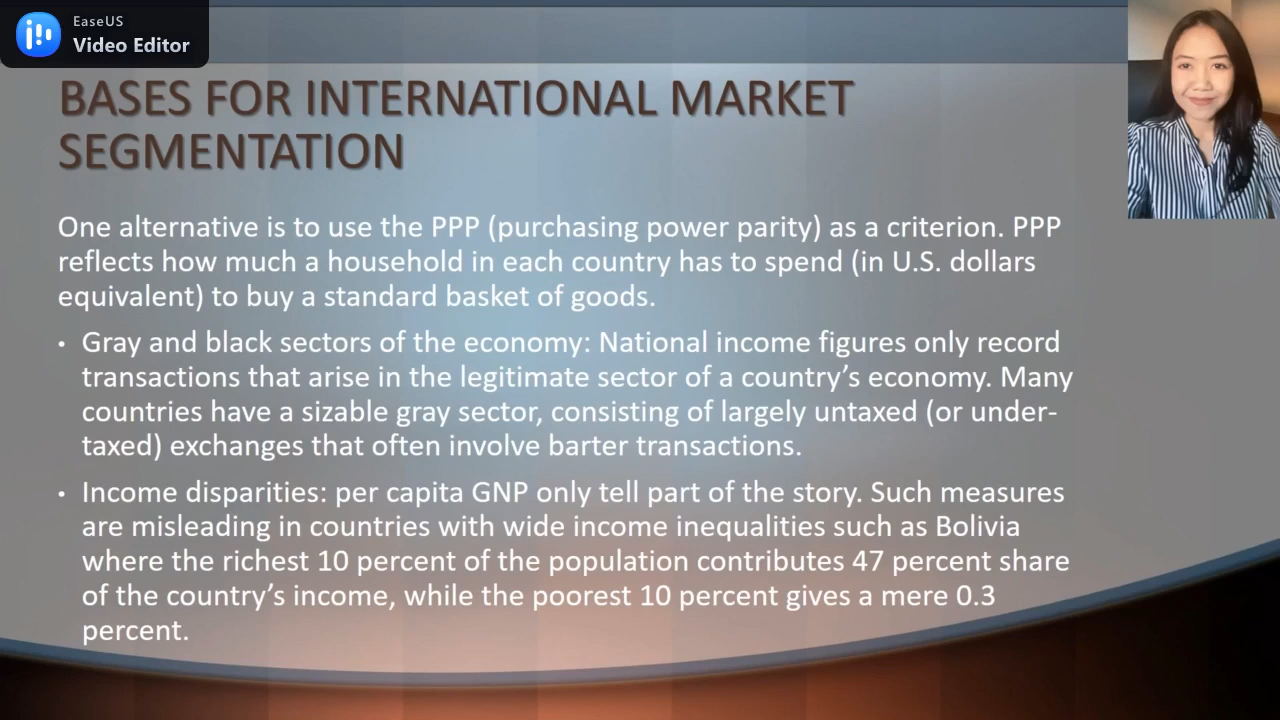 EaseUS
Video Editor
BASES FOR INTERNATIONAL MARKET
SEGMENTATION
One alternative is to use the PPP (purchasing power parity) as a criterion. PPP
reflects how much a household in each country has to spend (in U.S. dollars
equivalent) to buy a standard basket of goods.
• Gray and black sectors of the economy: National income figures only record
transactions that arise in the legitimate sector of a country’s economy. Many
countries have a sizable gray sector, consisting of largely untaxed (or under-
taxed) exchanges that often involve barter transactions.
• Income disparities: per capita GNP only tell part of the story. Such measures
are misleading in countries with wide income inequalities such as Bolivia
where the richest 10 percent of the population contributes 47 percent share
of the country’s income, while the poorest 10 percent gives a mere 0.3
percent.